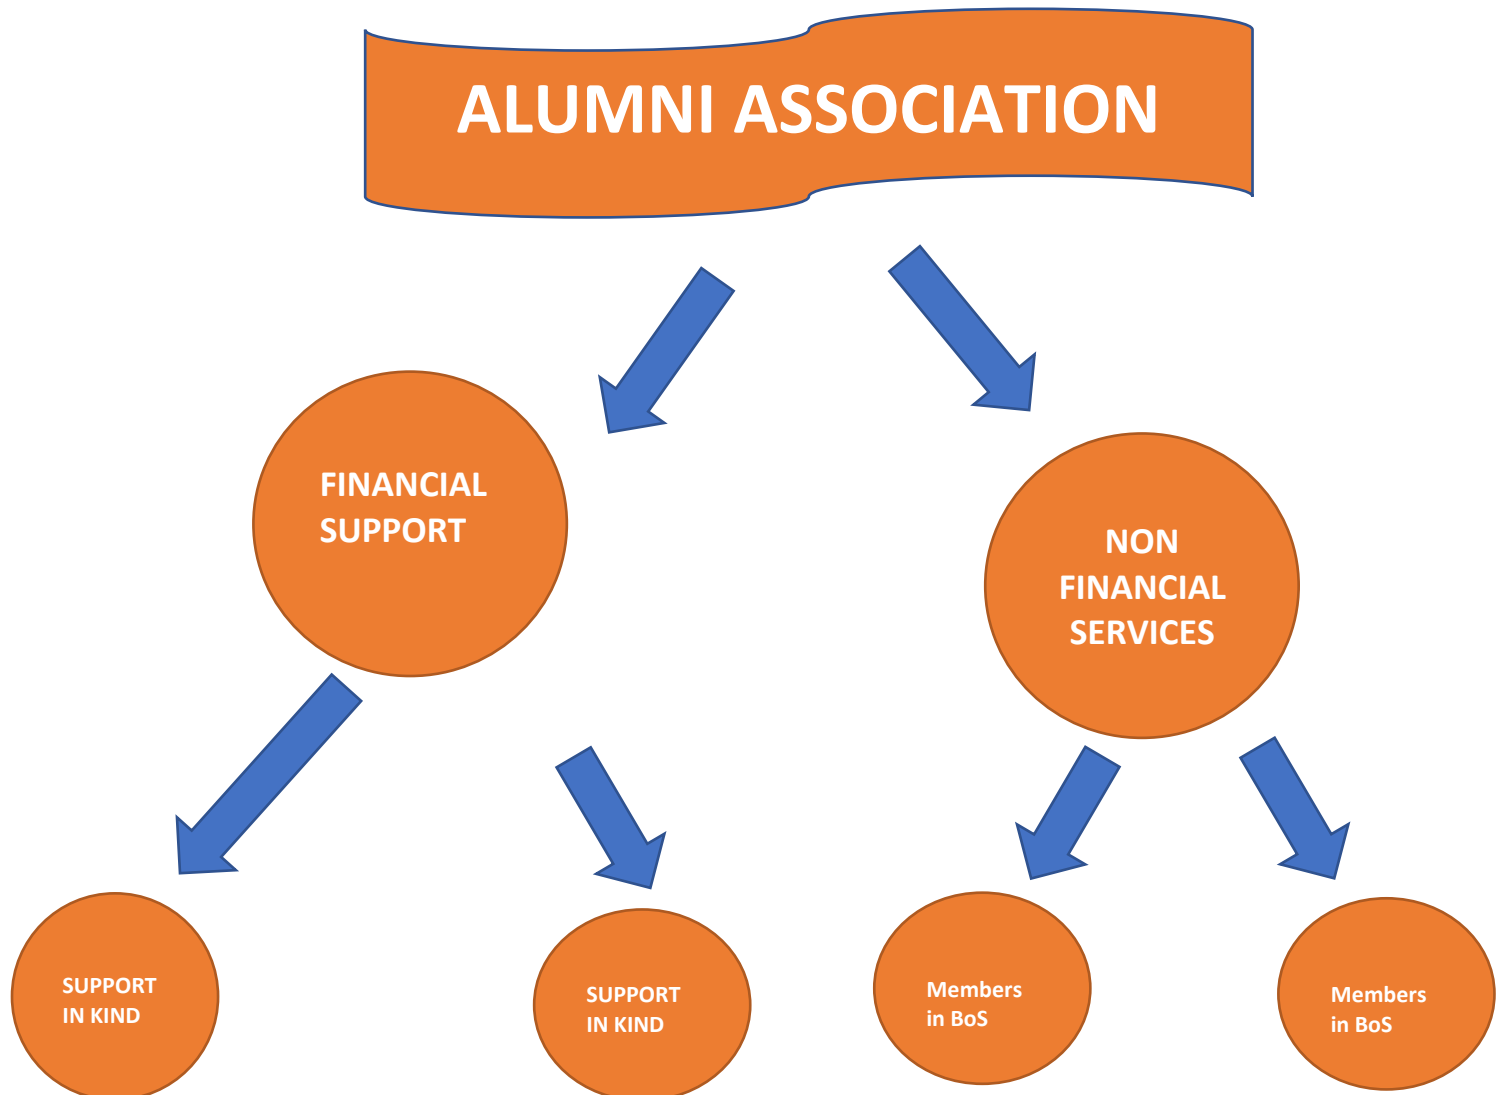 ALUMNI ASSOCIATION
FINANCIAL
SUPPORT
NON
FINANCIAL
SERVICES
SUPPORT
IN KIND
SUPPORT
IN KIND
Members
in BoS
Members
in BoS